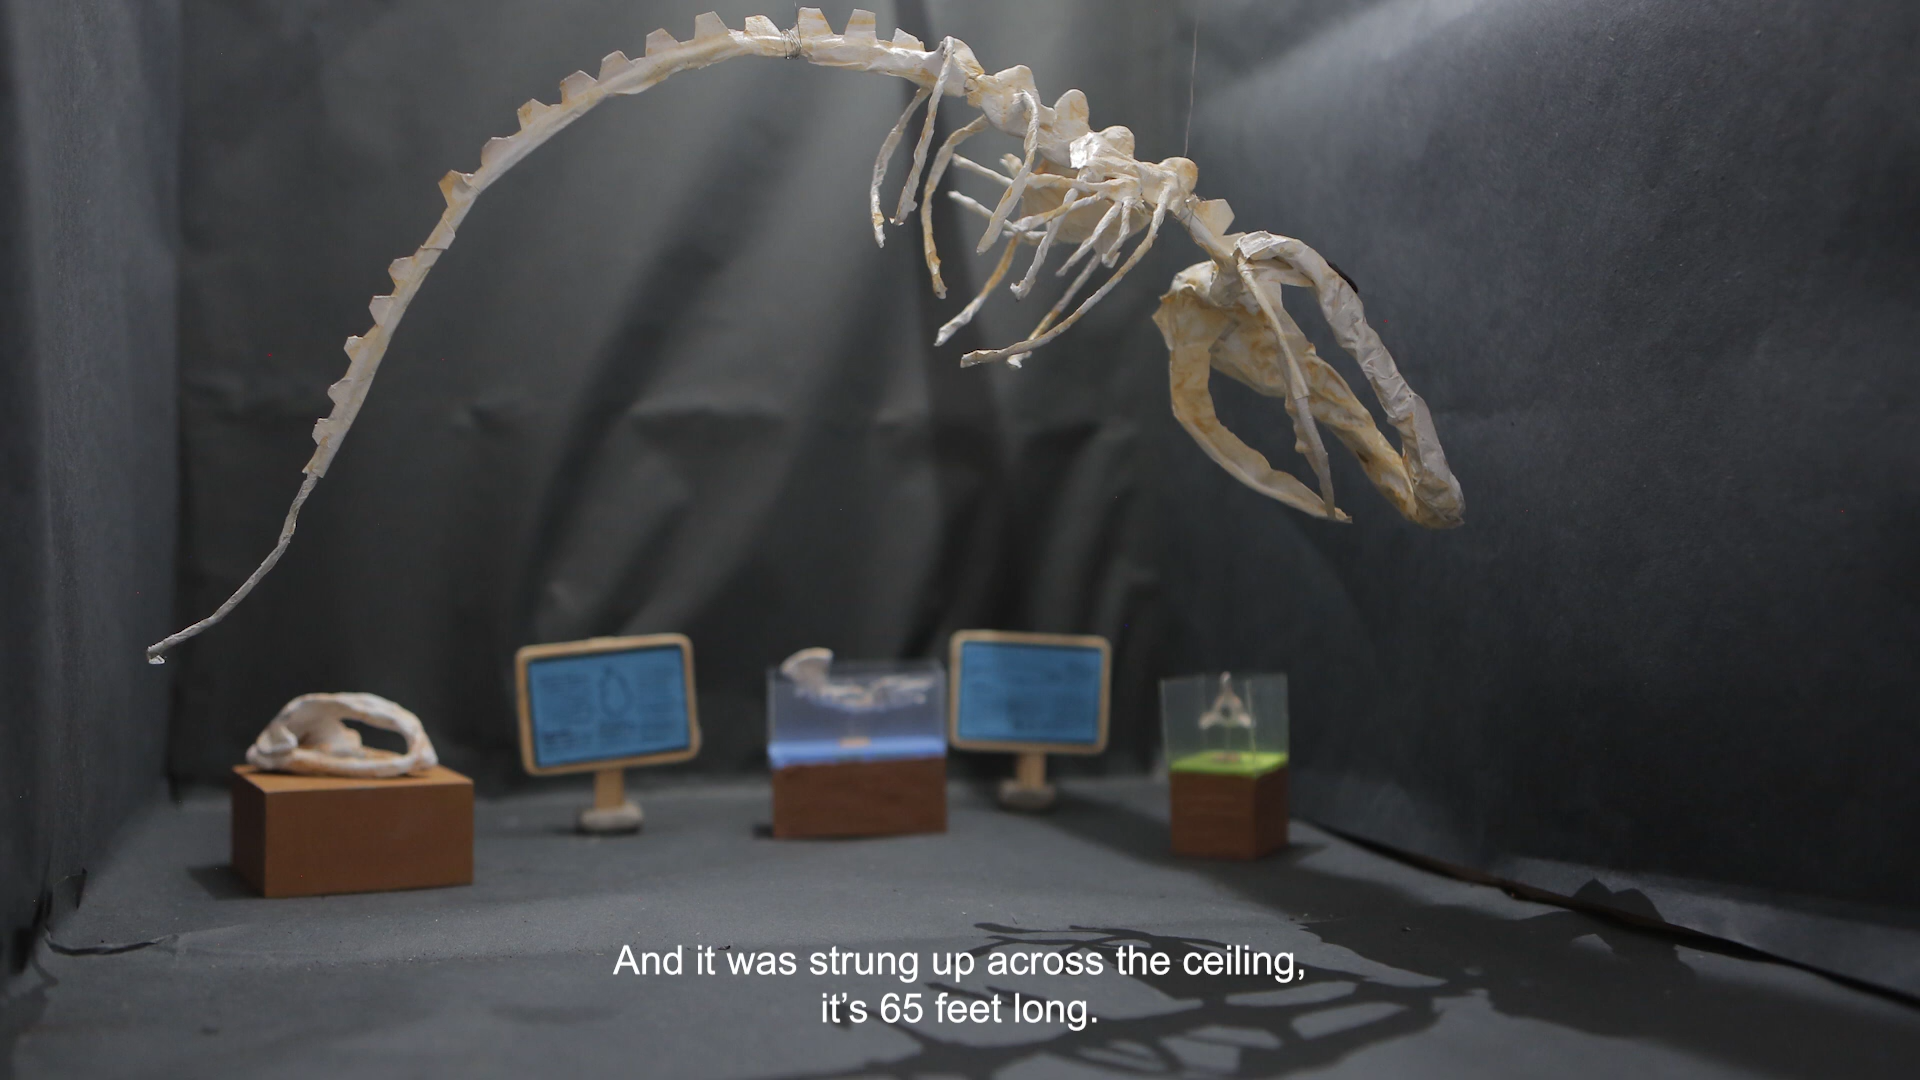 And it was strung up across the ceiling,
it’s 65 feet long.